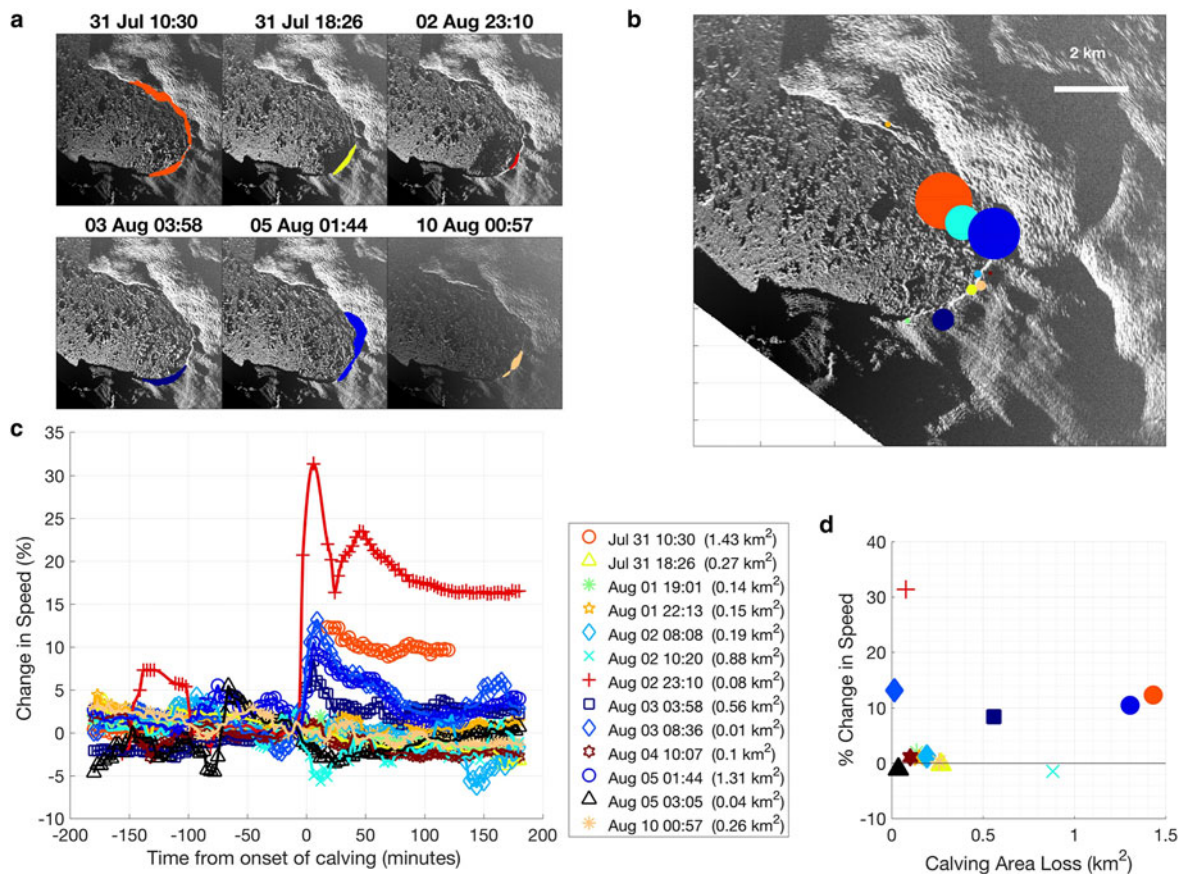 a
31 Jul 10:30
31 Jul 18:26
02 Aug 23:10
03 Aug 03:58
05 Aug 01:44
10 Aug 00:57
b
2 km
c
Change in Speed (%)
35
30
25
20
15
10
5
0
-5
-10
-200
-150
-100
-50
0
50
100
150
200
Time from onset of calving (minutes)
Jul 31 10:30 (1.43 km²)
Jul 31 18:26 (0.27 km²)
Aug 01 19:01 (0.14 km²)
Aug 01 22:13 (0.15 km²)
Aug 02 08:08 (0.19 km²)
Aug 02 10:20 (0.88 km²)
Aug 02 23:10 (0.08 km²)
Aug 03 03:58 (0.56 km²)
Aug 03 08:36 (0.01 km²)
Aug 04 10:07 (0.1 km²)
Aug 05 01:44 (1.31 km²)
Aug 05 03:05 (0.04 km²)
Aug 10 00:57 (0.26 km²)
d
% Change in Speed
40
30
20
10
0
-10
0
0.5
1
1.5
Calving Area Loss (km²)